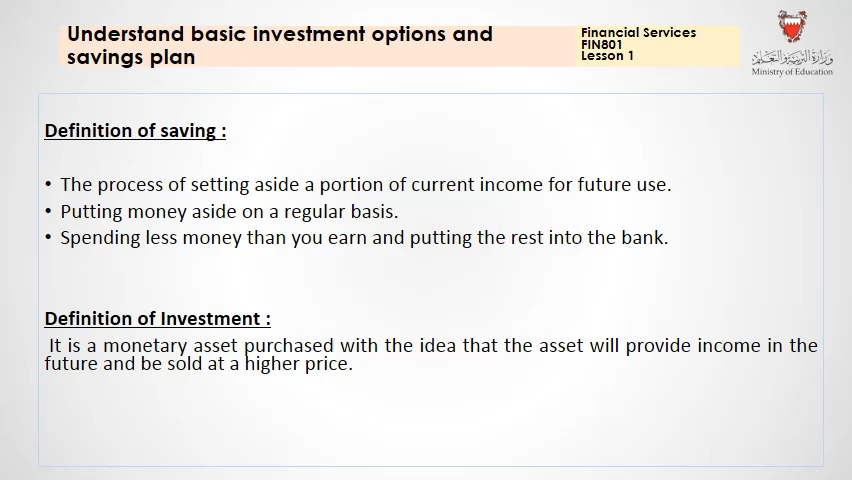 Understand basic investment options and
savings plan
Financial Services
FIN801
Lesson 1
وزارة التربية والتعليم
Ministry of Education
Definition of saving :
• The process of setting aside a portion of current income for future use.
• Putting money aside on a regular basis.
• Spending less money than you earn and putting the rest into the bank.
Definition of Investment :
It is a monetary asset purchased with the idea that the asset will provide income in the
future and be sold at a higher price.